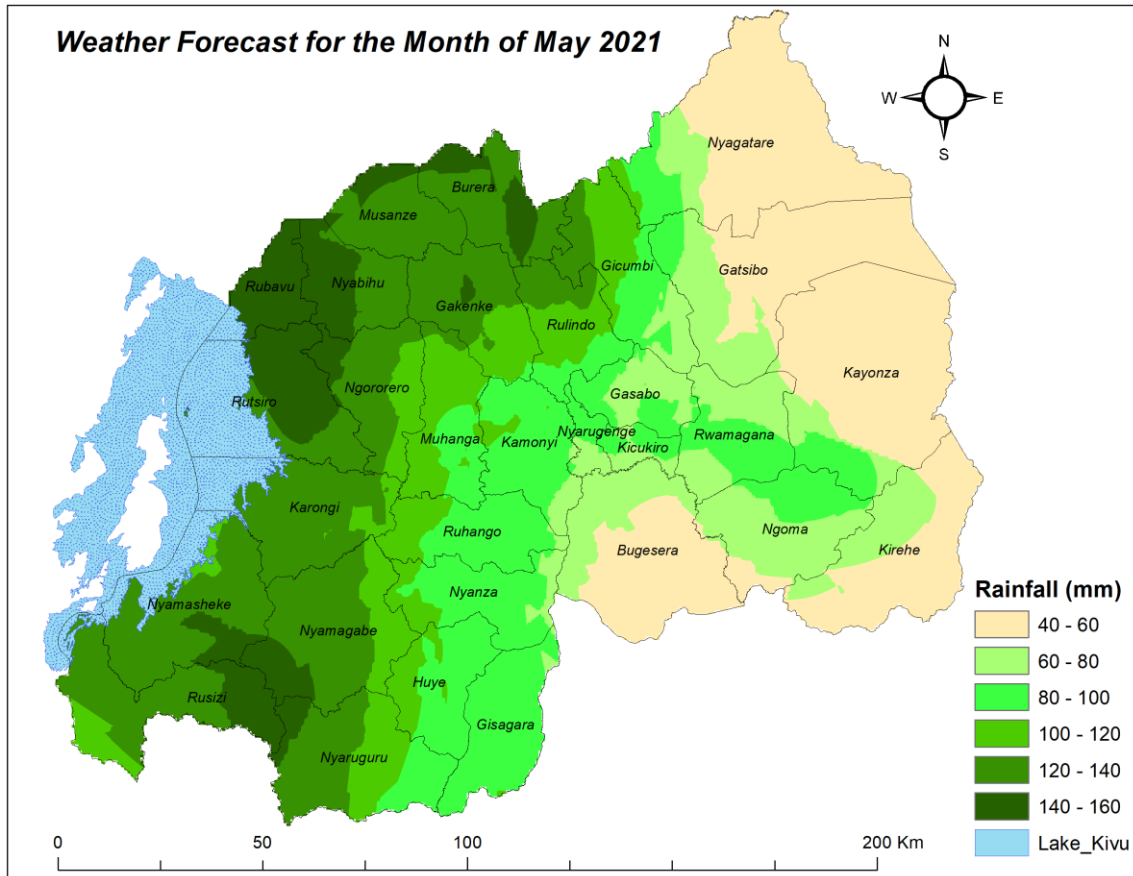 Weather Forecast for the Month of May 2021
N
W E
S
Nyagatare
Burera
Musanze
Gicumbi
Gatsibo
Rubavu
Nyabihu
Gakenke
Rulindo
Kayonza
Ngororero
Gasabo
Rutsiro
Muhanga
Kamonyi
Nyarugenge
Rwamagana
Kicukiro
Karongi
Ruhango
Ngoma
Bugesera
Kirehe
Nyanza
Nyamasheke
Nyamagabe
Huye
Rusizi
Gisagara
Nyaruguru
Rainfall (mm)
40 - 60
60 - 80
80 - 100
100 - 120
120 - 140
140 - 160
Lake_Kivu
0 50 100 200 Km